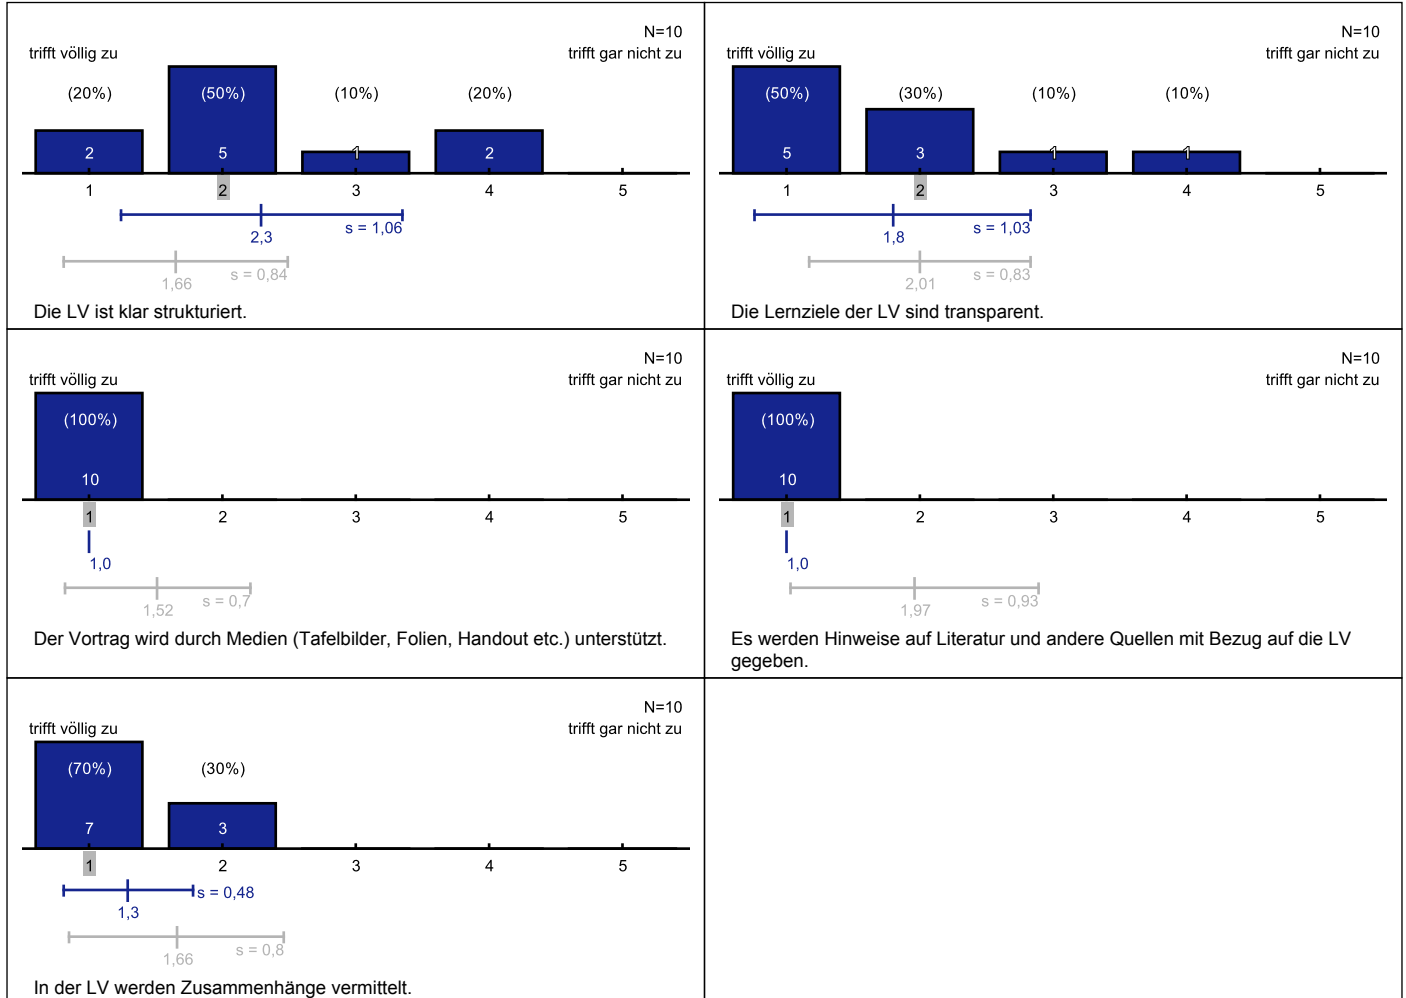 N=10
trifft völlig zu trifft gar nicht zu
(20%) (50%) (10%) (20%)
2 5 1 2
1 2 3 4 5
s = 1,06
2,3
s = 0,84
1,66
Die LV ist klar strukturiert.
N=10
trifft völlig zu trifft gar nicht zu
(50%) (30%) (10%) (10%)
5 3 1 1
1 2 3 4 5
s = 1,03
1,8
s = 0,83
2,01
Die Lernziele der LV sind transparent.
N=10
trifft völlig zu trifft gar nicht zu
(100%)
10
1 2 3 4 5
1,0
s = 0,7
1,52
Der Vortrag wird durch Medien (Tafelbilder, Folien, Handout etc.) unterstützt.
N=10
trifft völlig zu trifft gar nicht zu
(100%)
10
1 2 3 4 5
1,0
s = 0,93
1,97
Es werden Hinweise auf Literatur und andere Quellen mit Bezug auf die LV
gegeben.
N=10
trifft völlig zu trifft gar nicht zu
(70%) (30%)
7 3
1 2 3 4 5
s = 0,48
1,3
s = 0,8
1,66
In der LV werden Zusammenhänge vermittelt.